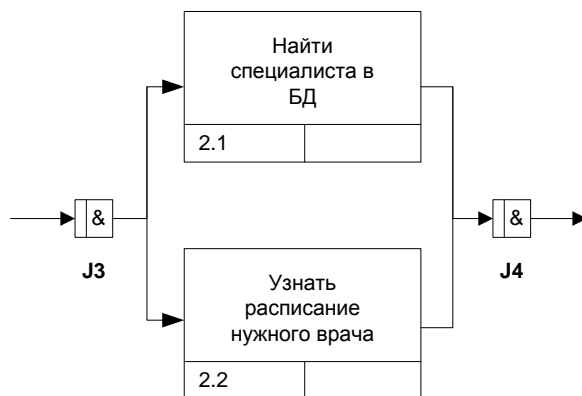 Найти
специалиста в
БД
2.1
&
&
J3
J4
Узнать
расписание
нужного врача
2.2